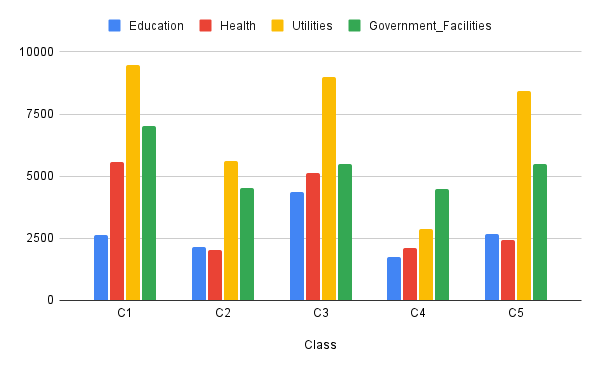 Education Health Utilities Government_Facilities
10000
7500
5000
2500
0
C1 C2 C3 C4 C5
Class